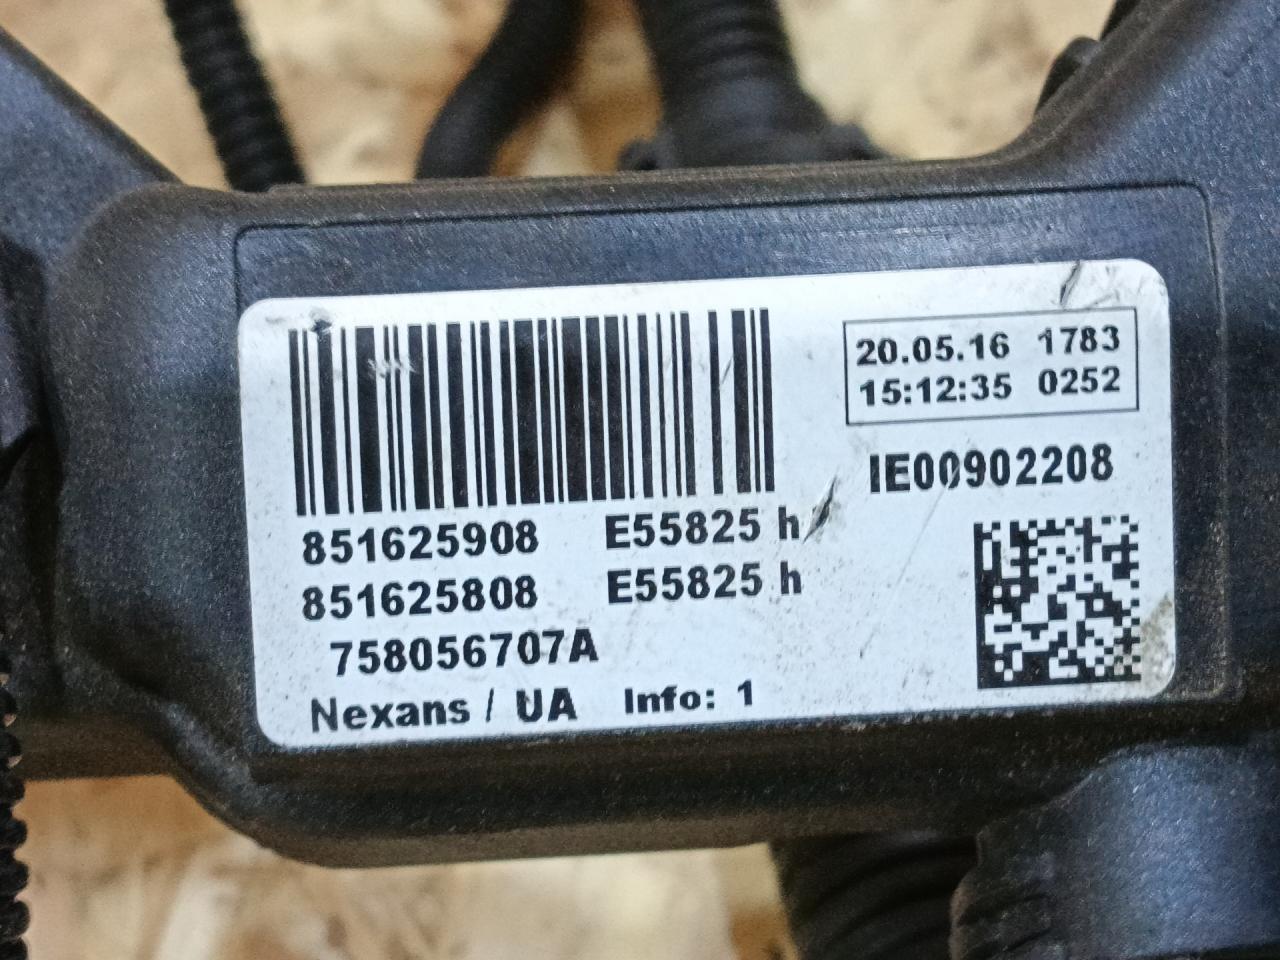 20.05.16 1783
15:12:35 0252
IE00902208
851625908 E55825 h
851625808 E55825 h
758056707A
Nexans / UA Info: 1